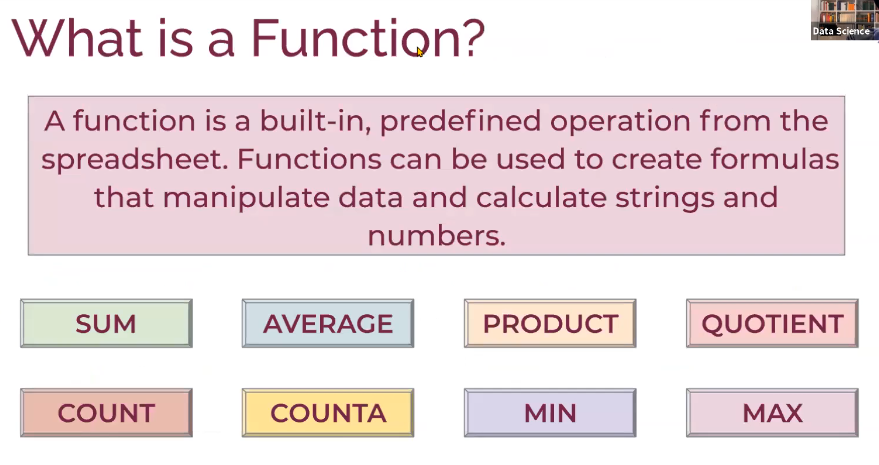 What is a Function?
Data Science
A function is a built-in, predefined operation from the
spreadsheet. Functions can be used to create formulas
that manipulate data and calculate strings and
numbers.
SUM
AVERAGE
PRODUCT
QUOTIENT
COUNT
COUNTA
MIN
MAX